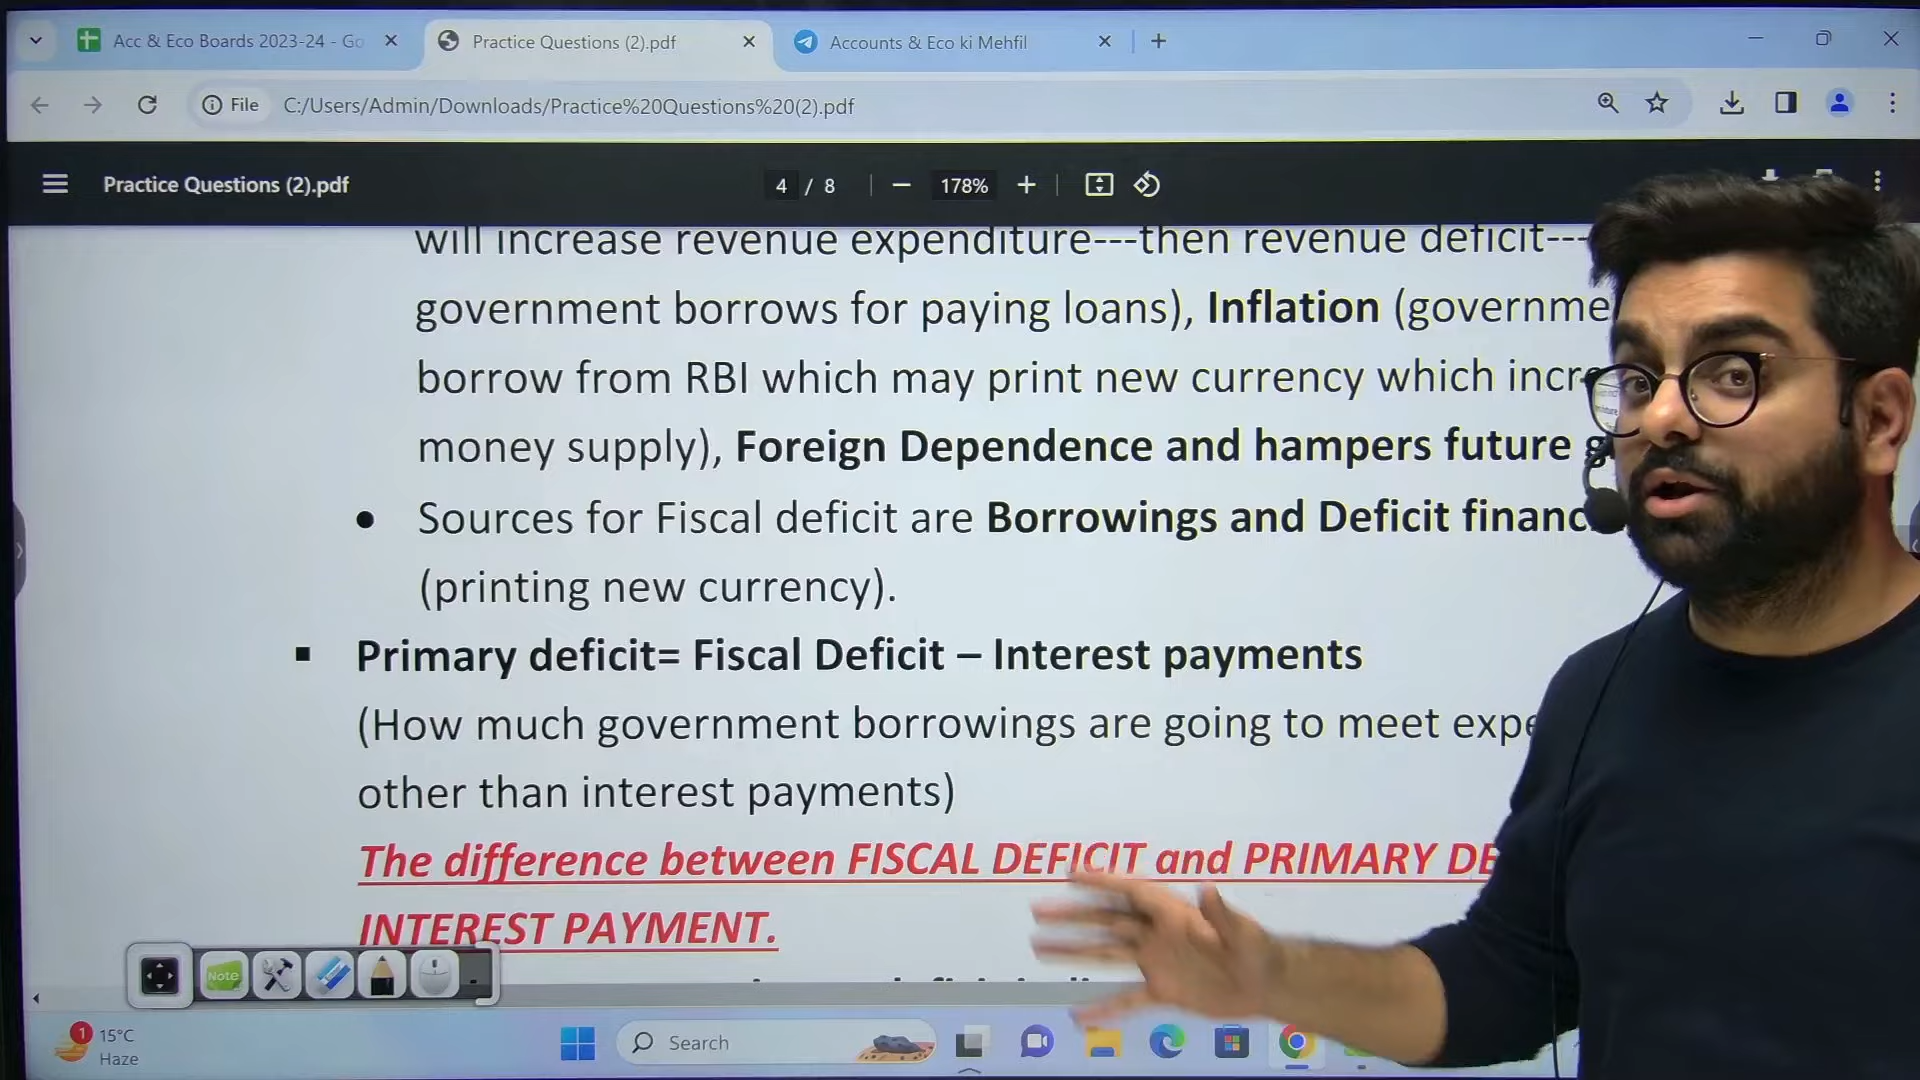 Acc & Eco Boards 2023-24 - Go
Practice Questions (2).pdf
Accounts & Eco ki Mehfil
File
C:/Users/Admin/Downloads/Practice%20Questions%20(2).pdf
Practice Questions (2).pdf
4 / 8
178%
will increase revenue expenditure---then revenue deficit---
government borrows for paying loans), Inflation (governme
borrow from RBI which may print new currency which incr
money supply), Foreign Dependence and hampers future g
• Sources for Fiscal deficit are Borrowings and Deficit financ
(printing new currency).
▪ Primary deficit= Fiscal Deficit – Interest payments
(How much government borrowings are going to meet expe
other than interest payments)
The difference between FISCAL DEFICIT and PRIMARY DE
INTEREST PAYMENT.
Note
1
15°C
Haze
Search